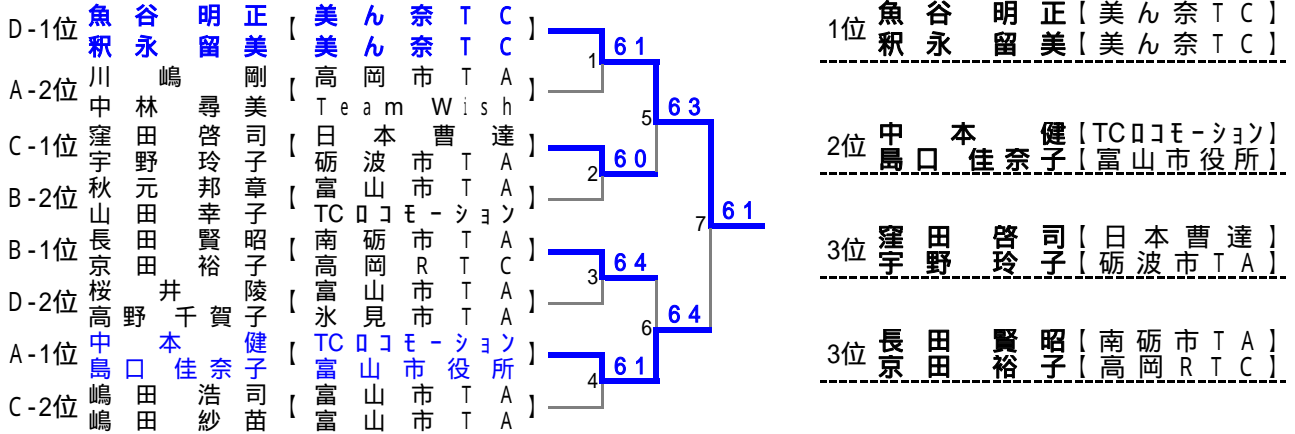 D-1位 魚谷 明正 【 美ん奈TC 】
釈永 留美 美ん奈TC
A-2位 川嶋 剛 【 高岡市TA 】
中林 尋美 Team Wish
C-1位 窪田 啓司 【 日本曹達 】
宇野 玲子 砺波市TA
B-2位 秋元 邦章 【 富山市TA 】
山田 幸子 TCロコモーション
B-1位 長田 賢昭 【 南砺市TA 】
京田 裕子 高岡RTC
D-2位 桜井 陵 【 富山市TA 】
高野 千賀子 氷見市TA
A-1位 中本 健 【 TCロコモーション 】
島口 佳奈子 富山市役所
C-2位 嶋田 浩司 【 富山市TA 】
嶋田 紗苗 富山市TA
1 61
2 60
3 64
4 61
5 63
6 64
7 61
1位 魚谷 明正【美ん奈TC】
釈永 留美【美ん奈TC】
2位 中本 健【TCロコモーション】
島口 佳奈子【富山市役所】
3位 窪田 啓司【日本曹達】
宇野 玲子【砺波市TA】
3位 長田 賢昭【南砺市TA】
京田 裕子【高岡RTC】